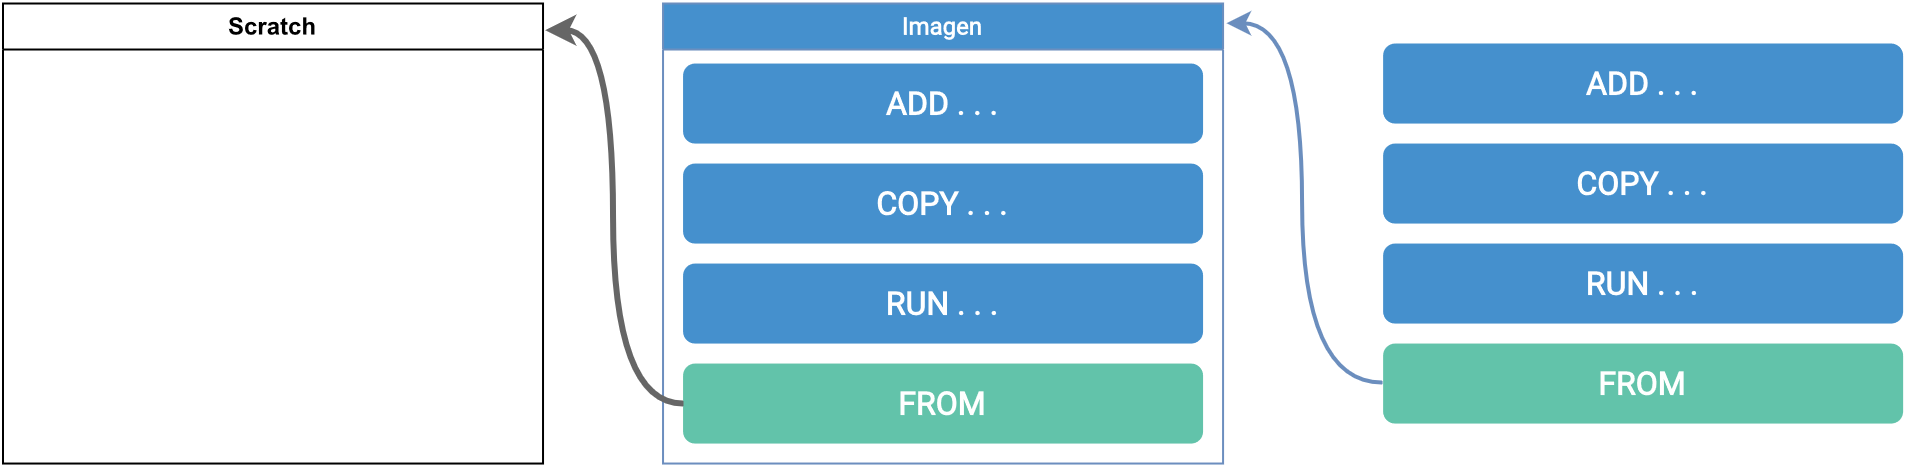 Scratch
Imagen
ADD . . .
COPY . . .
RUN . . .
FROM
ADD . . .
COPY . . .
RUN . . .
FROM